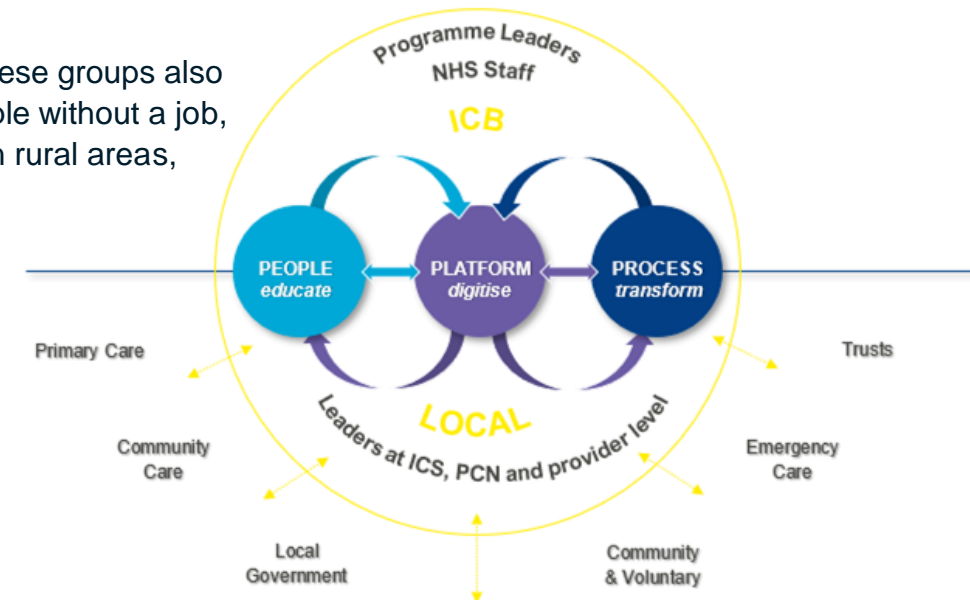 ese groups also
ple without a job,
n rural areas,
Programme Leaders
NHS Staff
ICB
PEOPLE
educate
PLATFORM
digitise
PROCESS
transform
LOCAL
Leaders at ICS, PCN and provider level
Primary Care
Trusts
Community
Care
Emergency
Care
Local
Government
Community
& Voluntary